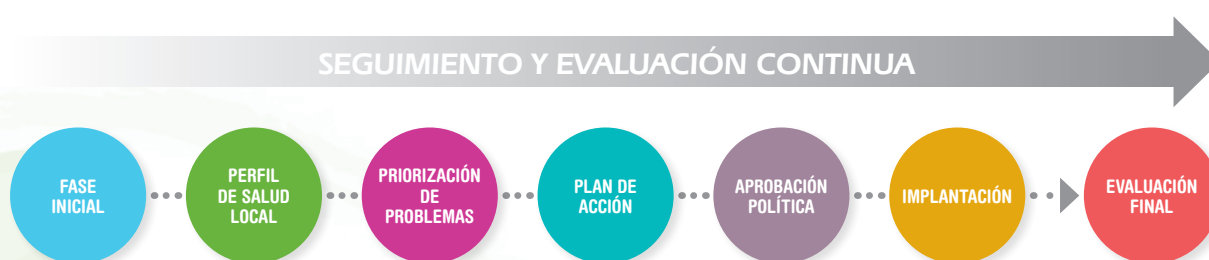 SEGUIMIENTO Y EVALUACIÓN CONTINUA
FASE
INICIAL
PERFIL
DE SALUD
LOCAL
PRIORIZACIÓN
DE
PROBLEMAS
PLAN DE
ACCIÓN
APROBACIÓN
POLÍTICA
IMPLANTACIÓN
EVALUACIÓN
FINAL